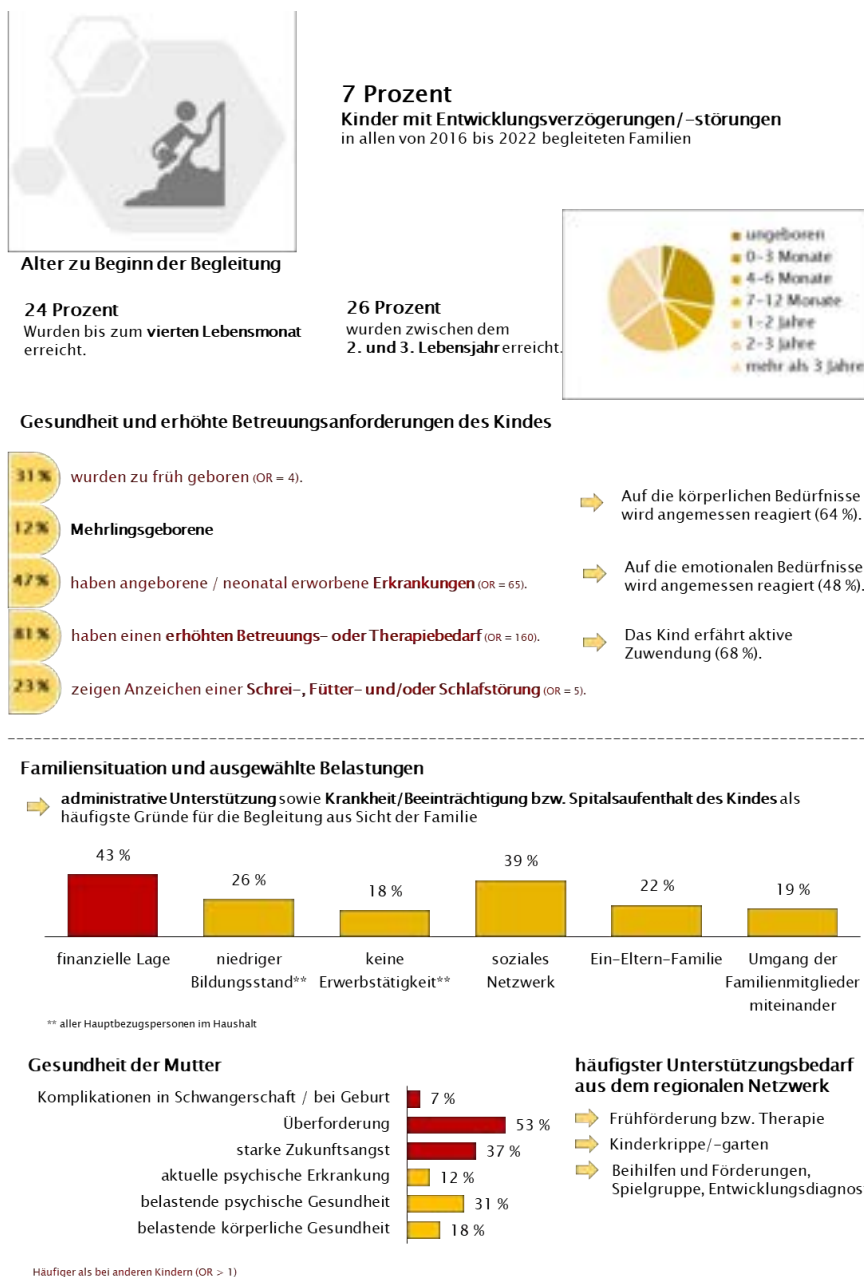 7 Prozent
Kinder mit Entwicklungsverzögerungen/-störungen
in allen von 2016 bis 2022 begleiteten Familien
ungeboren
0-3 Monate
4-6 Monate
7-12 Monate
1-2 Jahre
2-3 Jahre
mehr als 3 Jahre
Alter zu Beginn der Begleitung
24 Prozent
Wurden bis zum vierten Lebensmonat
erreicht.
26 Prozent
wurden zwischen dem
2. und 3. Lebensjahr erreicht.
Gesundheit und erhöhte Betreuungsanforderungen des Kindes
31 % wurden zu früh geboren (OR = 4).
12 % Mehrlingsgeborene
47 % haben angeborene / neonatal erworbene Erkrankungen (OR = 65).
81 % haben einen erhöhten Betreuungs- oder Therapiebedarf (OR = 160).
23 % zeigen Anzeichen einer Schrei-, Fütter- und/oder Schlafstörung (OR = 5).
Auf die körperlichen Bedürfnisse
wird angemessen reagiert (64 %).
Auf die emotionalen Bedürfnisse
wird angemessen reagiert (48 %).
Das Kind erfährt aktive
Zuwendung (68 %).
Familiensituation und ausgewählte Belastungen
administrative Unterstützung sowie Krankheit/Beeinträchtigung bzw. Spitalsaufenthalt des Kindes als
häufigste Gründe für die Begleitung aus Sicht der Familie
43 %
26 %
18 %
39 %
22 %
19 %
finanzielle Lage
niedriger
Bildungsstand**
keine
Erwerbstätigkeit**
soziales
Netzwerk
Ein-Eltern-Familie
Umgang der
Familienmitglieder
miteinander
** aller Hauptbezugspersonen im Haushalt
Gesundheit der Mutter
Komplikationen in Schwangerschaft / bei Geburt 7 %
Überforderung 53 %
starke Zukunftsangst 37 %
aktuelle psychische Erkrankung 12 %
belastende psychische Gesundheit 31 %
belastende körperliche Gesundheit 18 %
häufigster Unterstützungsbedarf
aus dem regionalen Netzwerk
Frühförderung bzw. Therapie
Kinderkrippe/-garten
Beihilfen und Förderungen,
Spielgruppe, Entwicklungsdiagnos
Häufiger als bei anderen Kindern (OR > 1)